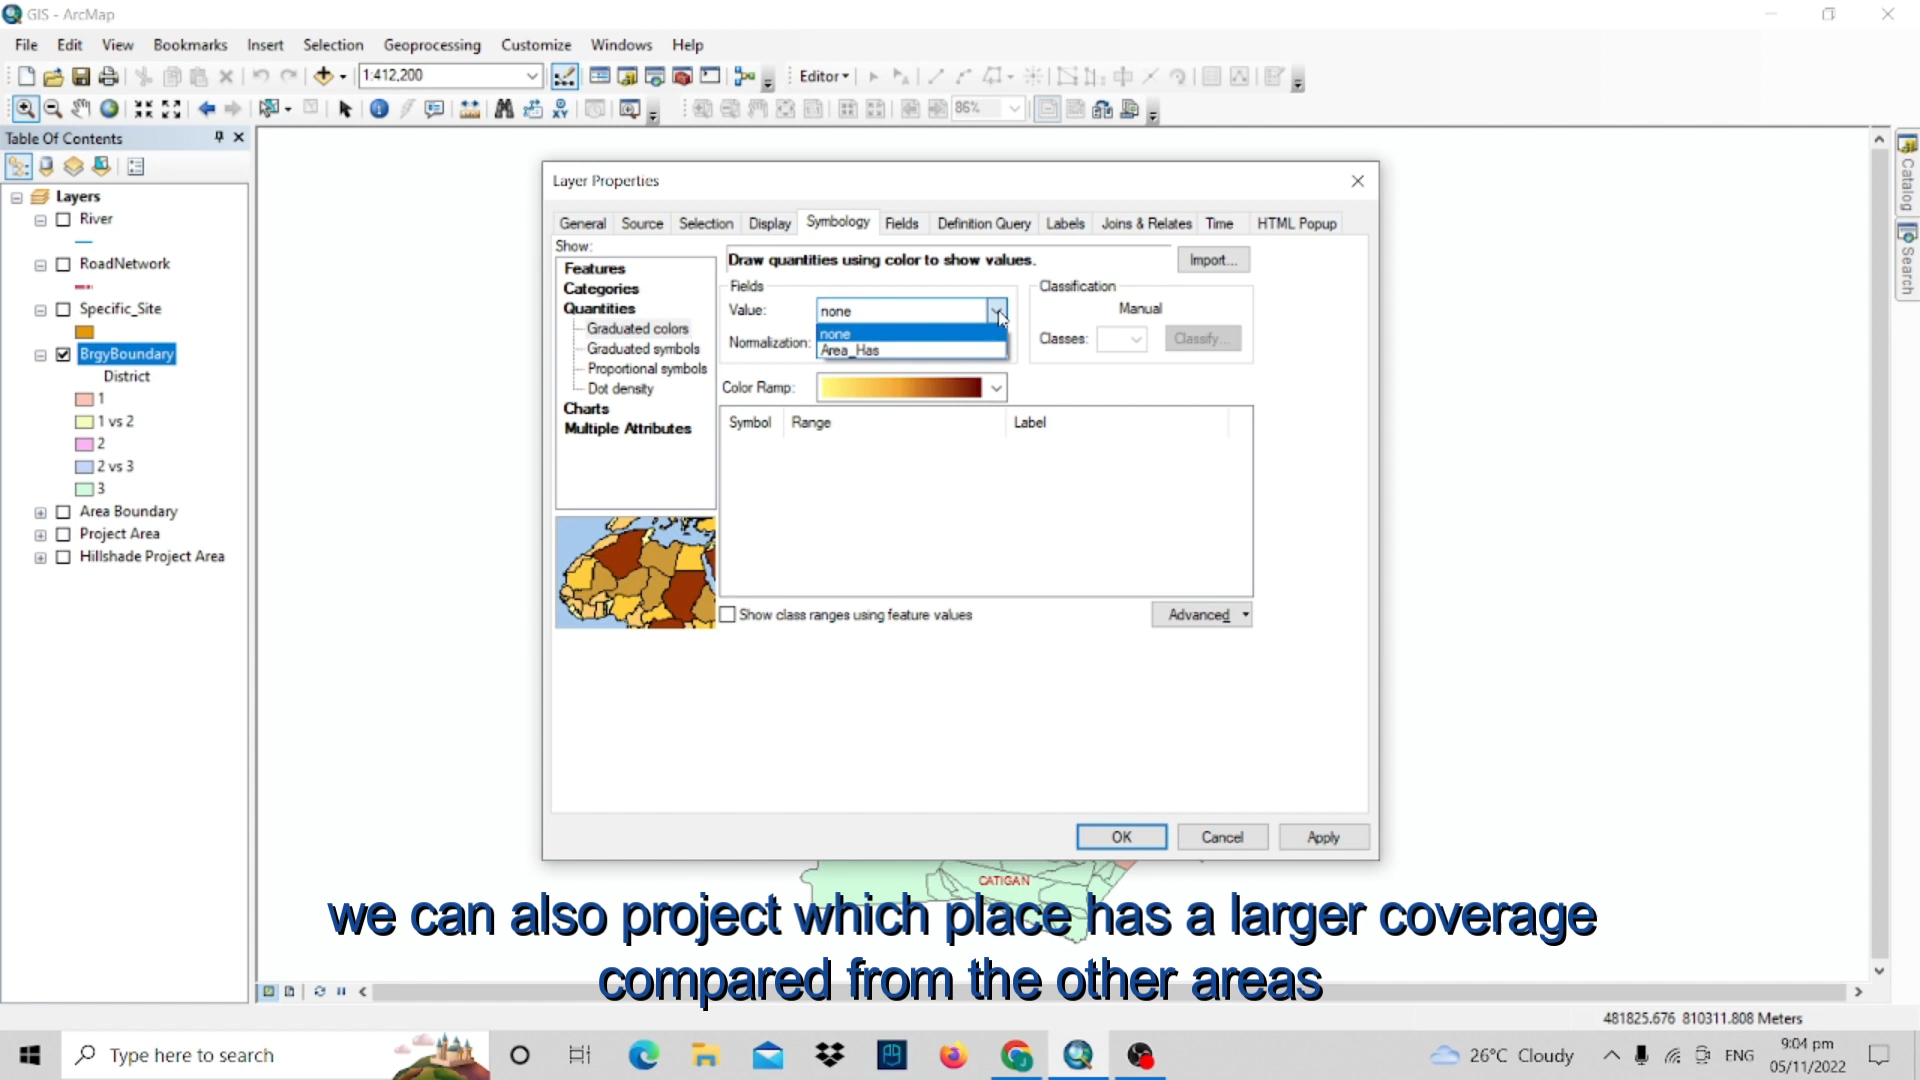 GIS - ArcMap
File Edit View Bookmarks Insert Selection Geoprocessing Customize Windows Help
1:412,200
Editor
86%
Table Of Contents
Layers
River
RoadNetwork
Specific_Site
BrgyBoundary
District
1
1 vs 2
2
2 vs 3
3
Area Boundary
Project Area
Hillshade Project Area
Layer Properties
General Source Selection Display Symbology Fields Definition Query Labels Joins & Relates Time HTML Popup
Show:
Features
Categories
Quantities
Graduated colors
Graduated symbols
Proportional symbols
Dot density
Charts
Multiple Attributes
Draw quantities using color to show values.
Import...
Fields
Value: none
none
Area_Has
Normalization:
Classification
Manual
Classes:
Classify...
Color Ramp:
Symbol Range Label
Show class ranges using feature values
Advanced
OK Cancel Apply
CATIGAN
we can also project which place has a larger coverage
compared from the other areas
Catalog
Search
481825.676 810311.808 Meters
Type here to search
26°C Cloudy
ENG
9:04 pm
05/11/2022